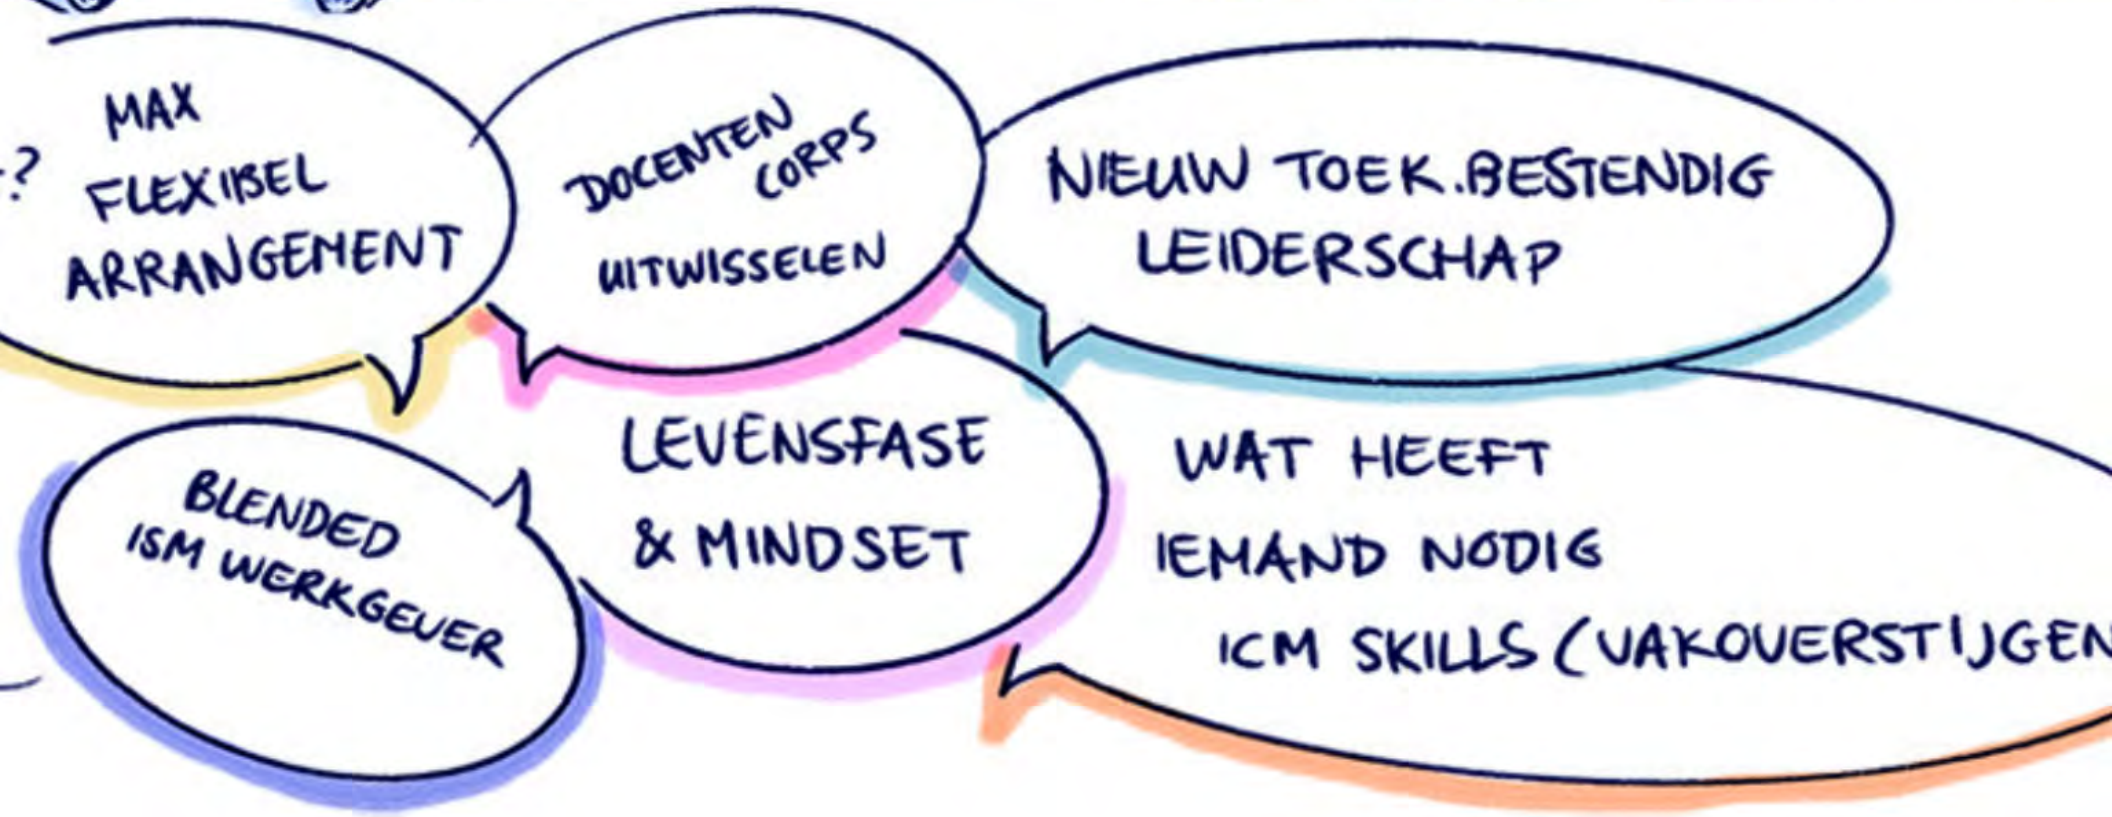 ?
MAX
FLEXIBEL
ARRANGEMENT
DOCENTEN
CORPS
UITWISSELEN
NIEUW TOEK.BESTENDIG
LEIDERSCHAP
BLENDED
ISM WERKGEVER
LEVENSFASE
& MINDSET
WAT HEEFT
IEMAND NODIG
ICM SKILLS (VAKOVERSTIJGEN